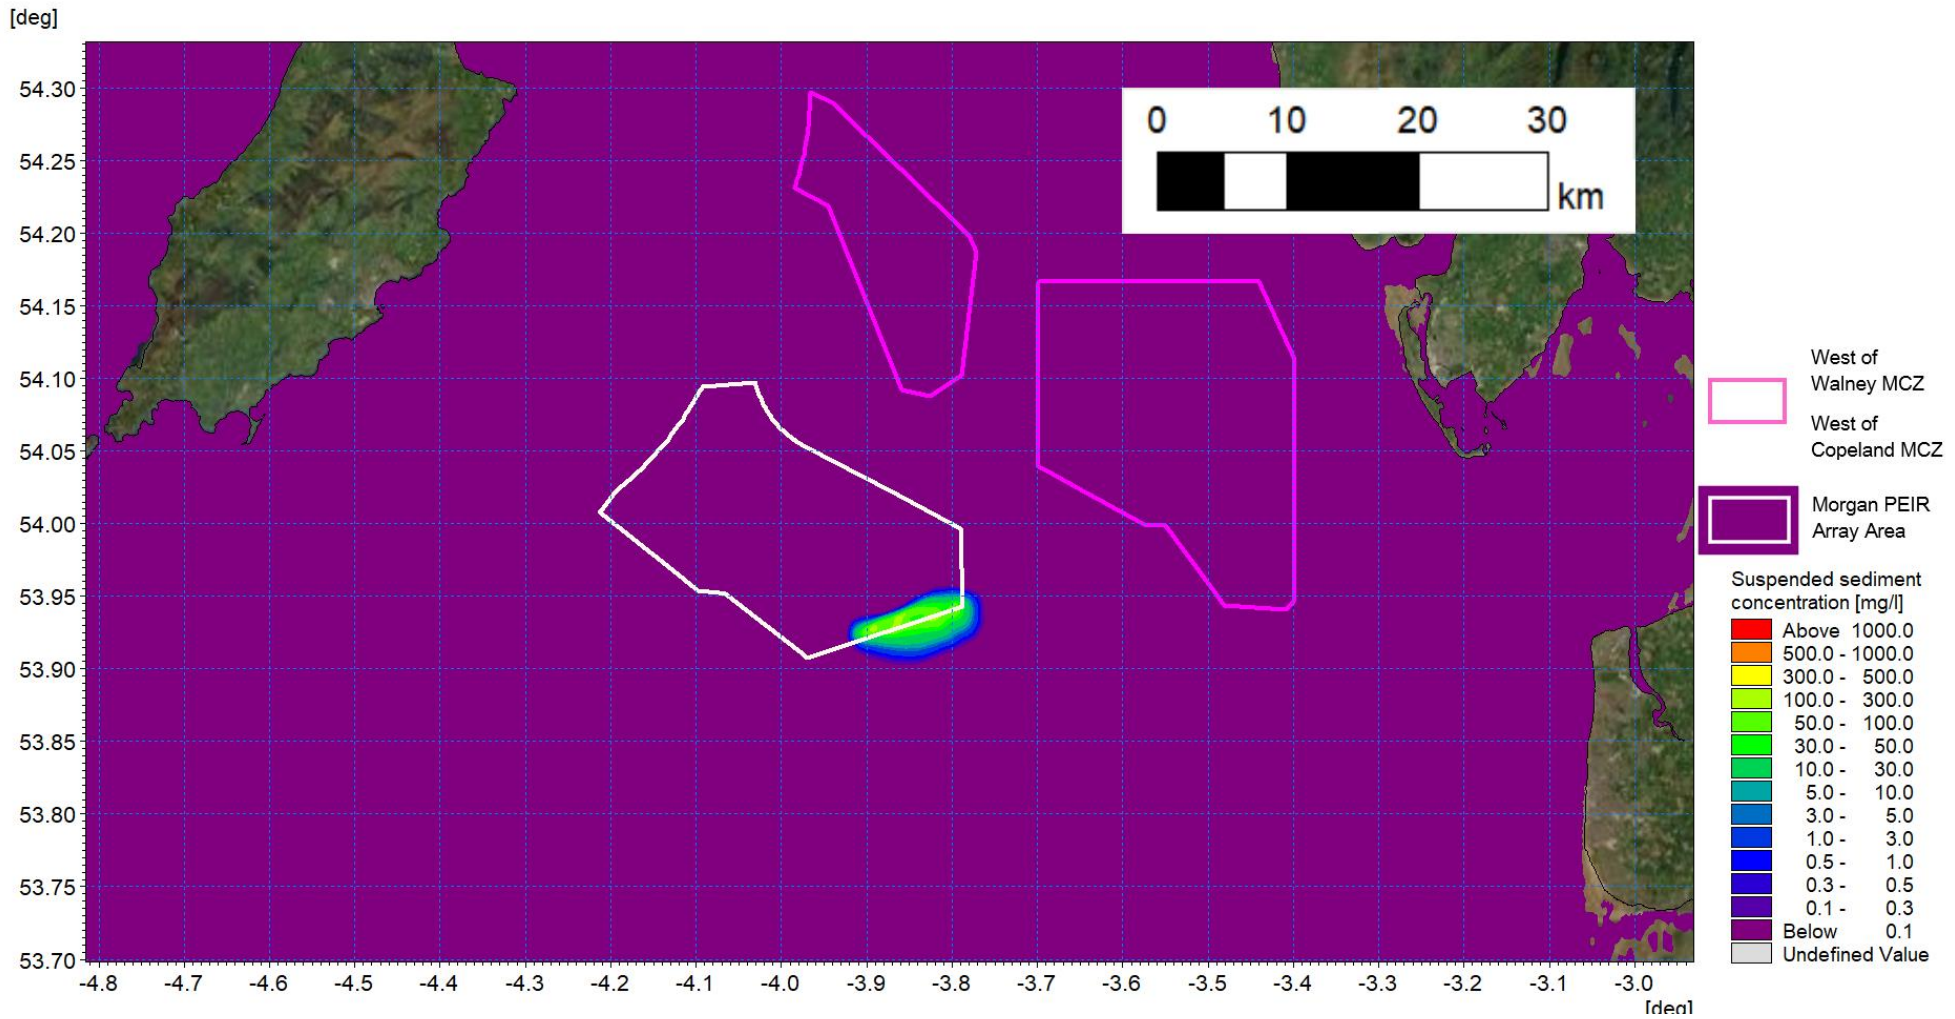 [deg]
54.30
54.25
54.20
54.15
54.10
54.05
54.00
53.95
53.90
53.85
53.80
53.75
53.70
-4.8 -4.7 -4.6 -4.5 -4.4 -4.3 -4.2 -4.1 -4.0 -3.9 -3.8 -3.7 -3.6 -3.5 -3.4 -3.3 -3.2 -3.1 -3.0
[deg]
0 10 20 30
km
West of
Walney MCZ
West of
Copeland MCZ
Morgan PEIR
Array Area
Suspended sediment
concentration [mg/l]
Above 1000.0
500.0 - 1000.0
300.0 - 500.0
100.0 - 300.0
50.0 - 100.0
30.0 - 50.0
10.0 - 30.0
5.0 - 10.0
3.0 - 5.0
1.0 - 3.0
0.5 - 1.0
0.3 - 0.5
0.1 - 0.3
Below 0.1
Undefined Value